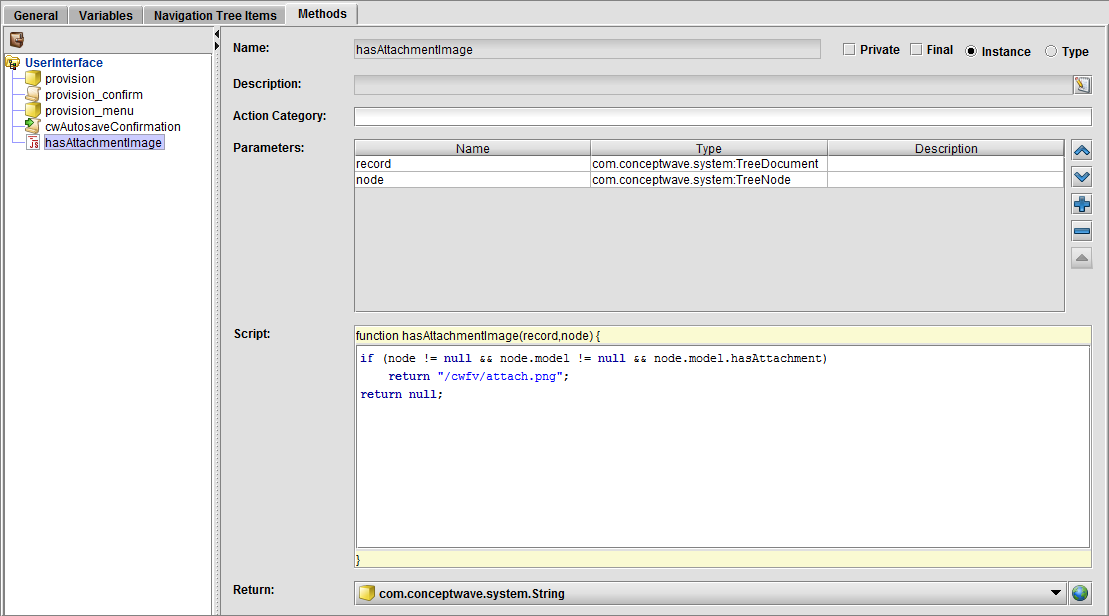 General Variables Navigation Tree Items Methods
UserInterface
provision
provision_confirm
provision_menu
cwAutosaveConfirmation
JS hasAttachmentImage
Name: hasAttachmentImage Private Final Instance Type
Description:
Action Category:
Parameters: Name Type Description
record com.conceptwave.system:TreeDocument
node com.conceptwave.system:TreeNode
Script: function hasAttachmentImage(record,node) {
if (node != null && node.model != null && node.model.hasAttachment)
return "/cwfv/attach.png";
return null;
}
Return: com.conceptwave.system.String